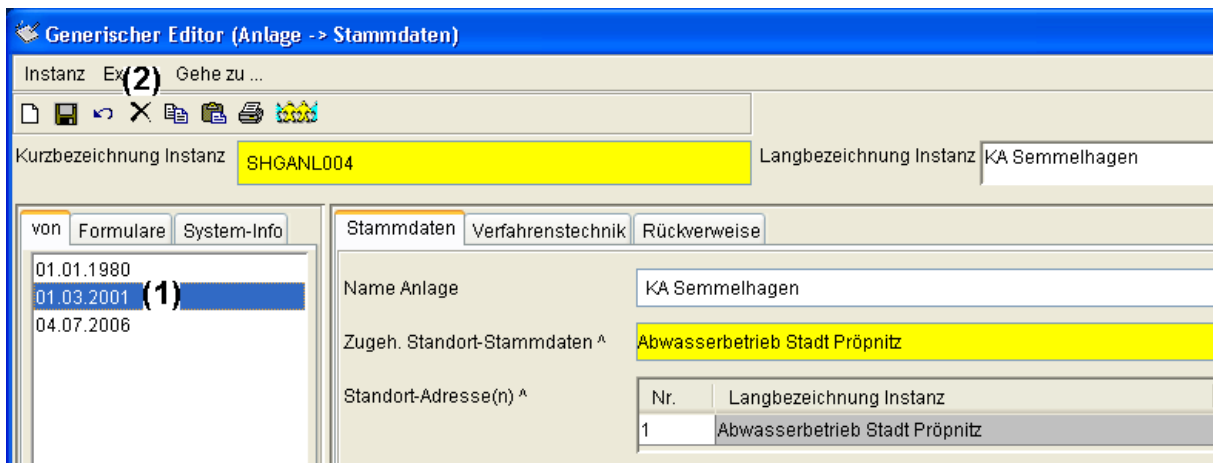 Generischer Editor (Anlage -> Stammdaten)
Instanz Ex (2) Gehe zu ...
Kurzbezeichnung Instanz SHGANL004 Langbezeichnung Instanz KA Semmelhagen
von Formulare System-Info Stammdaten Verfahrenstechnik Rückverweise
01.01.1980
01.03.2001 (1)
04.07.2006
Name Anlage KA Semmelhagen
Zugeh. Standort-Stammdaten ^ Abwasserbetrieb Stadt Pröpnitz
Standort-Adresse(n) ^ Nr. Langbezeichnung Instanz
1 Abwasserbetrieb Stadt Pröpnitz